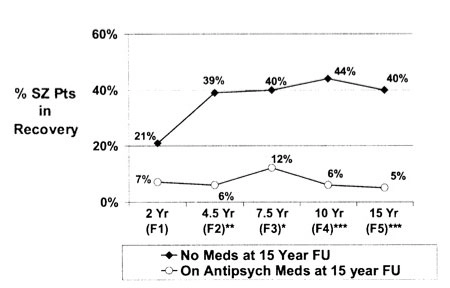 60%
44%
39%
40%
40%
% SZ Pts
in
Recovery
40%
21%
20%
12%
7%
6%
6%
5%
0%
2 Yr
(F1)
4.5 Yr
(F2)**
7.5 Yr
(F3)*
10 Yr
(F4)***
15 Yr
(F5)***
No Meds at 15 Year FU
On Antipsych Meds at 15 year FU